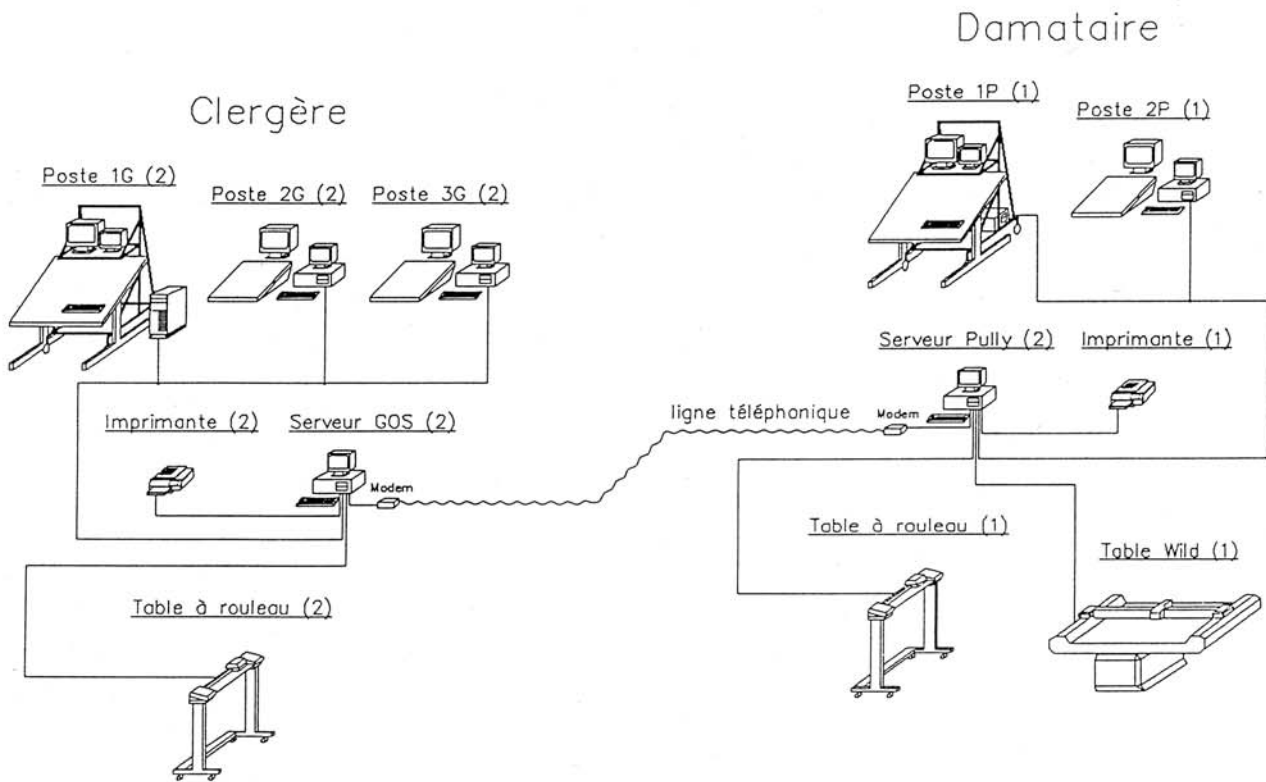 Damataire
Clergère
Poste 1P (1)
Poste 2P (1)
Poste 1G (2)
Poste 2G (2)
Poste 3G (2)
Serveur Pully (2)
Imprimante (1)
Imprimante (2)
Serveur GOS (2)
ligne téléphonique
Modem
Modem
Table à rouleau (1)
Table Wild (1)
Table à rouleau (2)